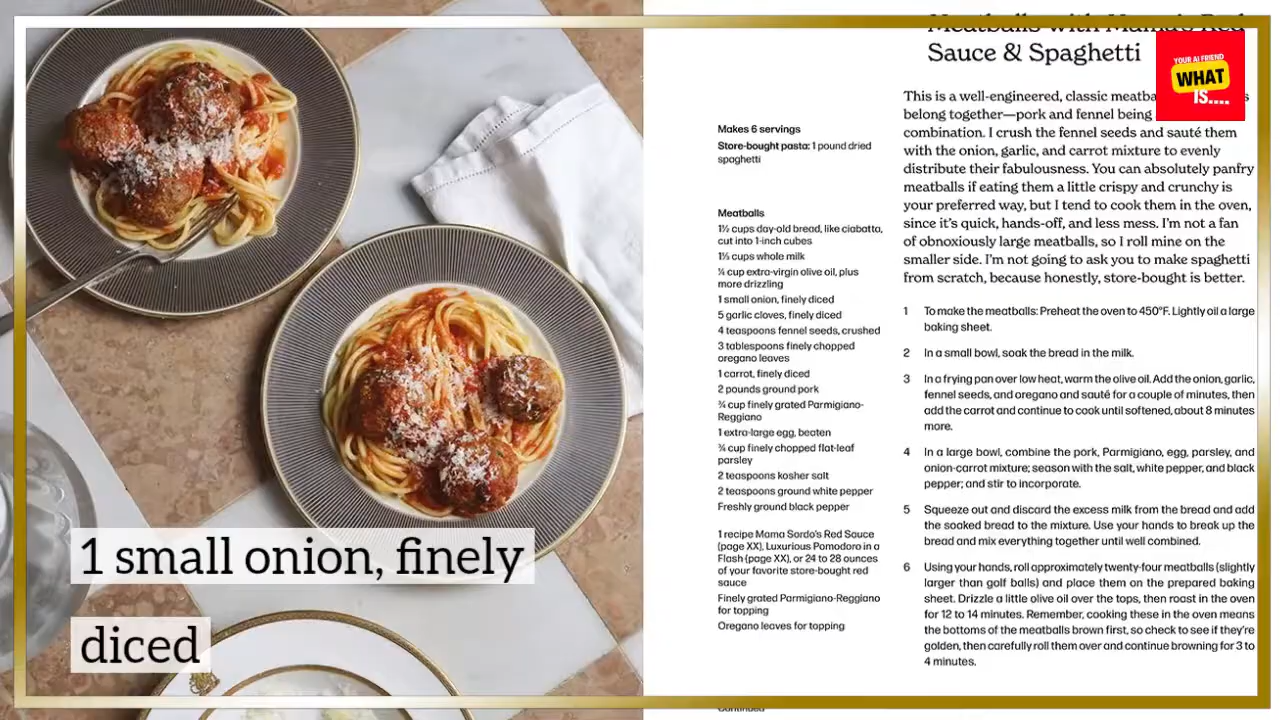 Meatballs with Mama's Red
Sauce & Spaghetti
YOUR AI FRIEND
WHAT
IS....
This is a well-engineered, classic
belong together—pork and fennel being
combination. I crush the fennel seeds and sauté them
with the onion, garlic, and carrot mixture to evenly
distribute their fabulousness. You can absolutely panfry
meatballs if eating them a little crispy and crunchy is
your preferred way, but I tend to cook them in the oven,
since it's quick, hands-off, and less mess. I'm not a fan
of obnoxiously large meatballs, so I roll mine on the
smaller side. I'm not going to ask you to make spaghetti
from scratch, because honestly, store-bought is better.
Makes 6 servings
Store-bought pasta: 1 pound dried
spaghetti
Meatballs
1½ cups day-old bread, like ciabatta,
cut into 1-inch cubes
cups whole milk
¼ cup extra-virgin olive oil, plus
more drizzling
1 small onion, finely diced
5 garlic cloves, finely diced
4 teaspoons fennel seeds, crushed
3 tablespoons finely chopped
oregano leaves
1 carrot, finely diced
2 pounds ground pork
¾ cup finely grated Parmigiano-
Reggiano
1 extra-large egg, beaten
¾ cup finely chopped flat-leaf
parsley
2 teaspoons kosher salt
2 teaspoons ground white pepper
Freshly ground black pepper
1 recipe Mama Sardo's Red Sauce
(page XX), Luxurious Pomodoro in a
Flash (page XX), or 24 to 28 ounces
of your favorite store-bought red
sauce
Finely grated Parmigiano-Reggiano
for topping
Oregano leaves for topping
1 To make the meatballs: Preheat the oven to 450°F. Lightly oil a large
baking sheet.
2 In a small bowl, soak the bread in the milk.
3 In a frying pan over low heat, warm the olive oil. Add the onion, garlic,
fennel seeds, and oregano and sauté for a couple of minutes, then
add the carrot and continue to cook until softened, about 8 minutes
more.
4 In a large bowl, combine the pork, Parmigiano, egg, parsley, and
onion-carrot mixture; season with the salt, white pepper, and black
pepper; and stir to incorporate.
5 Squeeze out and discard the excess milk from the bread and add
the soaked bread to the mixture. Use your hands to break up the
bread and mix everything together until well combined.
6 Using your hands, roll approximately twenty-four meatballs (slightly
larger than golf balls) and place them on the prepared baking
sheet. Drizzle a little olive oil over the tops, then roast in the oven
for 12 to 14 minutes. Remember, cooking these in the oven means
the bottoms of the meatballs brown first, so check to see if they're
golden, then carefully roll them over and continue browning for 3 to
4 minutes.
Continued
1 small onion, finely
diced